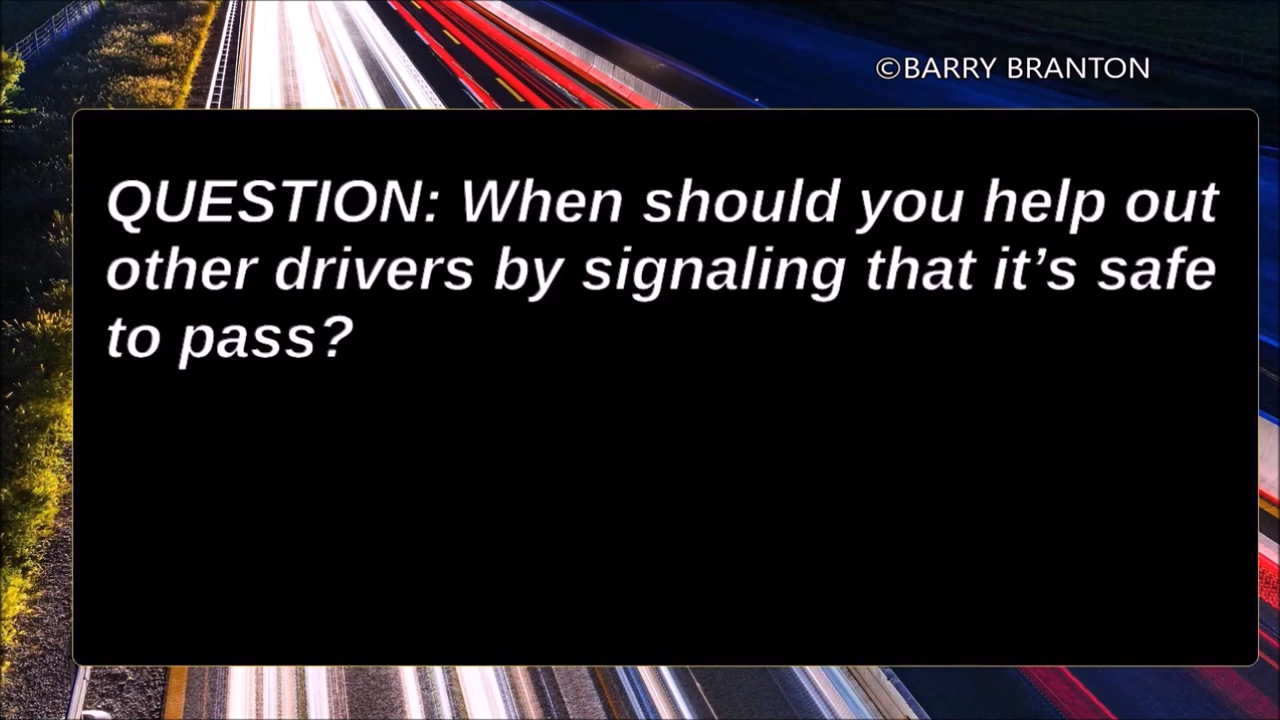 ©BARRY BRANTON
QUESTION: When should you help out
other drivers by signaling that it’s safe
to pass?